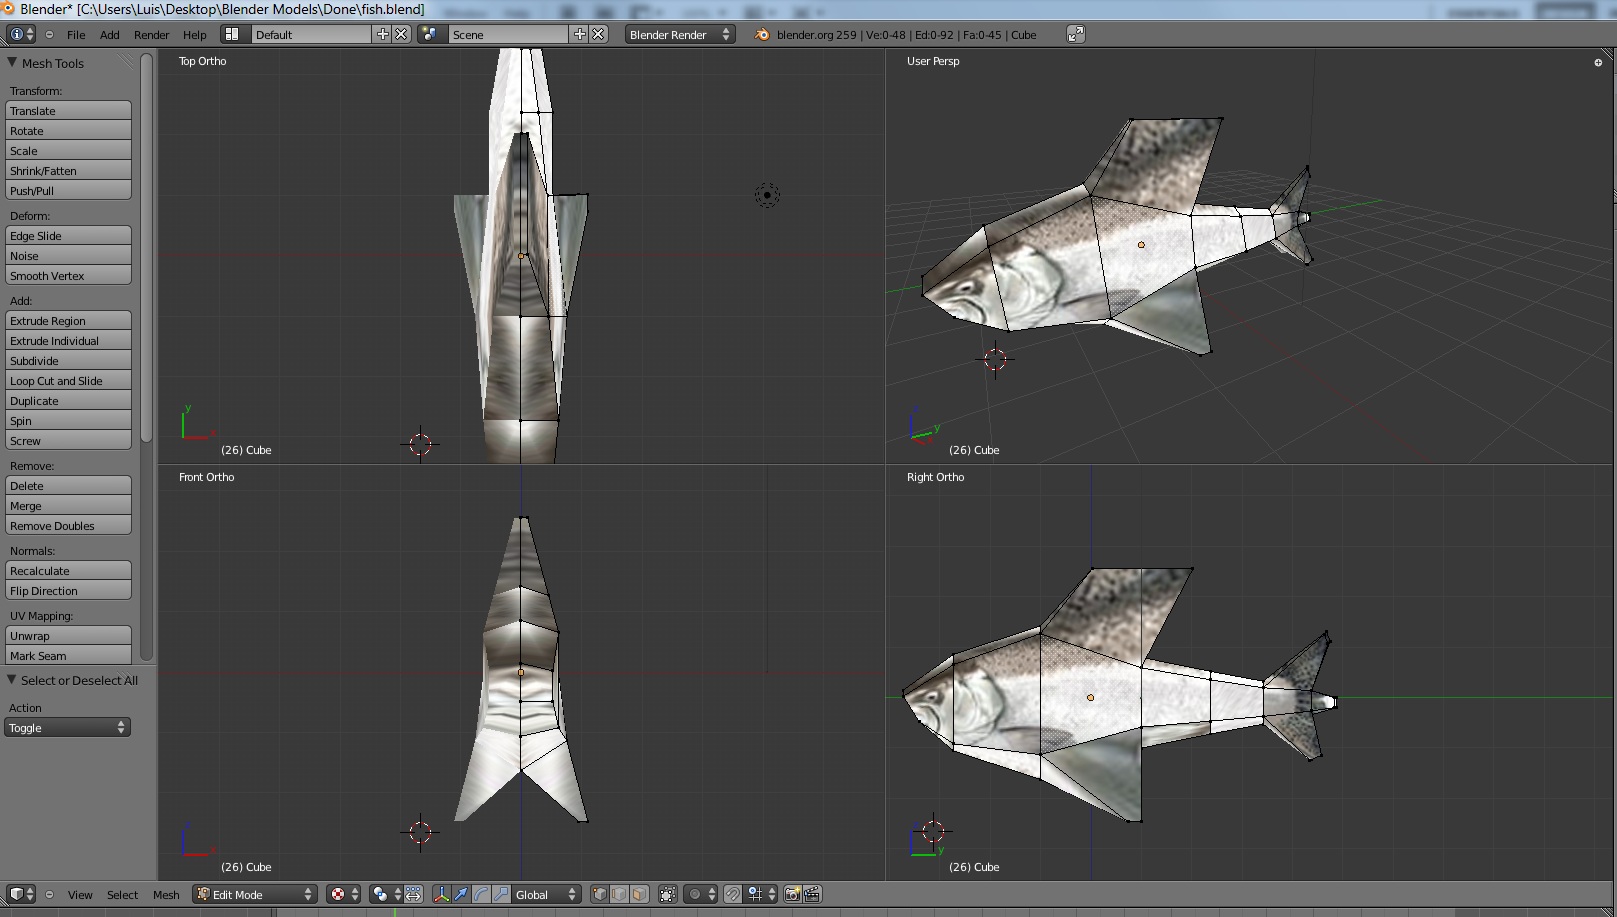 Blender* [C:\Users\Luis\Desktop\Blender Models\Done\fish.blend]
File Add Render Help Default Scene Blender Render blender.org 259 | Ve:0-48 | Ed:0-92 | Fa:0-45 | Cube
Mesh Tools
Transform:
Translate
Rotate
Scale
Shrink/Fatten
Push/Pull
Deform:
Edge Slide
Noise
Smooth Vertex
Add:
Extrude Region
Extrude Individual
Subdivide
Loop Cut and Slide
Duplicate
Spin
Screw
Remove:
Delete
Merge
Remove Doubles
Normals:
Recalculate
Flip Direction
UV Mapping:
Unwrap
Mark Seam
Select or Deselect All
Action
Toggle
Top Ortho
y
x
(26) Cube
User Persp
z
y
x
(26) Cube
Front Ortho
z
x
(26) Cube
Right Ortho
z
y
(26) Cube
View Select Mesh Edit Mode Global